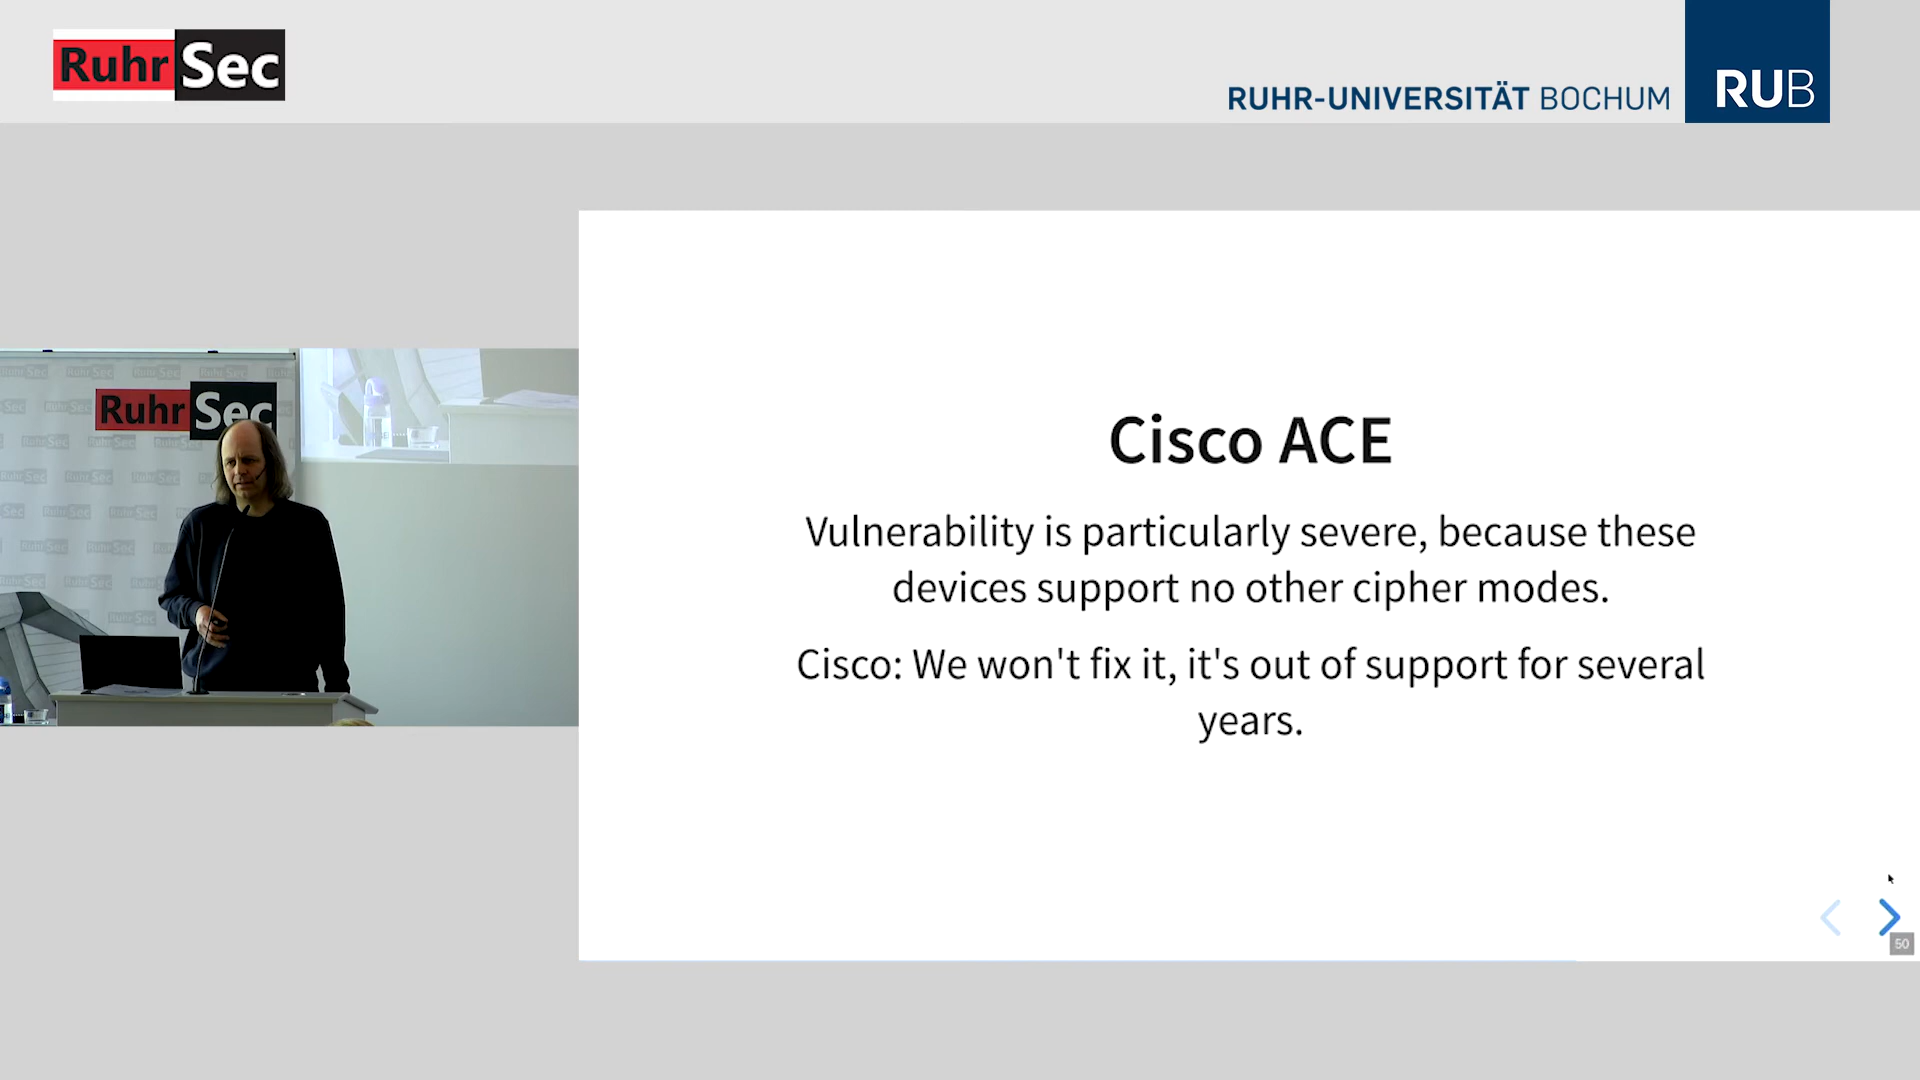 RuhrSec
RUHR-UNIVERSITÄT BOCHUM
RUB
RuhrSec
Cisco ACE
Vulnerability is particularly severe, because these
devices support no other cipher modes.
Cisco: We won't fix it, it's out of support for several
years.
50